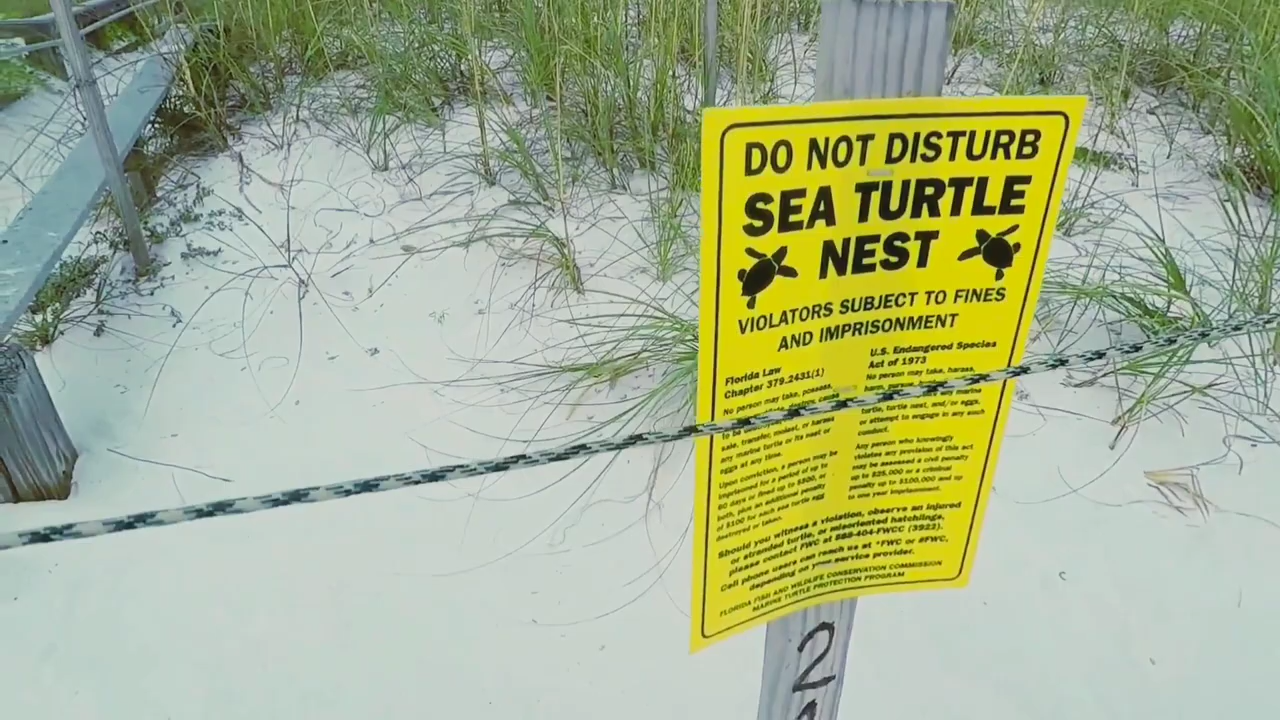 DO NOT DISTURB
SEA TURTLE
NEST
VIOLATORS SUBJECT TO FINES
AND IMPRISONMENT
Florida Law
Chapter 379.2431(1)
No person may take, possess,
cause
to be
sale, transfer, molest, or harass
any marine turtle or its nest or
eggs at any time.
Upon conviction, a person may be
imprisoned for a period of up to
60 days or fined up to $500, or
both, plus an additional penalty
of $100 for each sea turtle egg
destroyed or taken.
U.S. Endangered Species
Act of 1973
No person may take, harass,
harm, pursue, any marine
turtle, turtle nest, and/or eggs,
or attempt to engage in any such
conduct.
Any person who knowingly
violates any provision of this act
may be assessed a civil penalty
up to $25,000 or a criminal
penalty up to $100,000 and up
to one year imprisonment.
Should you witness a violation, observe an injured
or stranded turtle, or misoriented hatchlings,
please contact FWC at 888-404-FWCC (3922).
Cell phone users can reach us at *FWC or #FWC,
depending on your service provider.
FLORIDA FISH AND WILDLIFE CONSERVATION COMMISSION
MARINE TURTLE PROTECTION PROGRAM
2